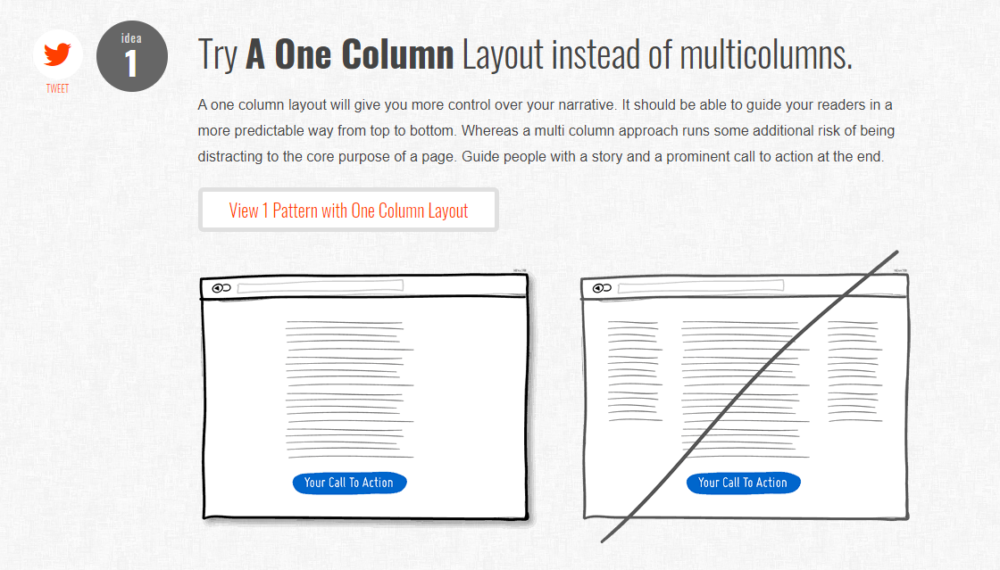 TWEET
idea
1
Try A One Column Layout instead of multicolumns.
A one column layout will give you more control over your narrative. It should be able to guide your readers in a
more predictable way from top to bottom. Whereas a multi column approach runs some additional risk of being
distracting to the core purpose of a page. Guide people with a story and a prominent call to action at the end.
View 1 Pattern with One Column Layout
Your Call To Action
Your Call To Action